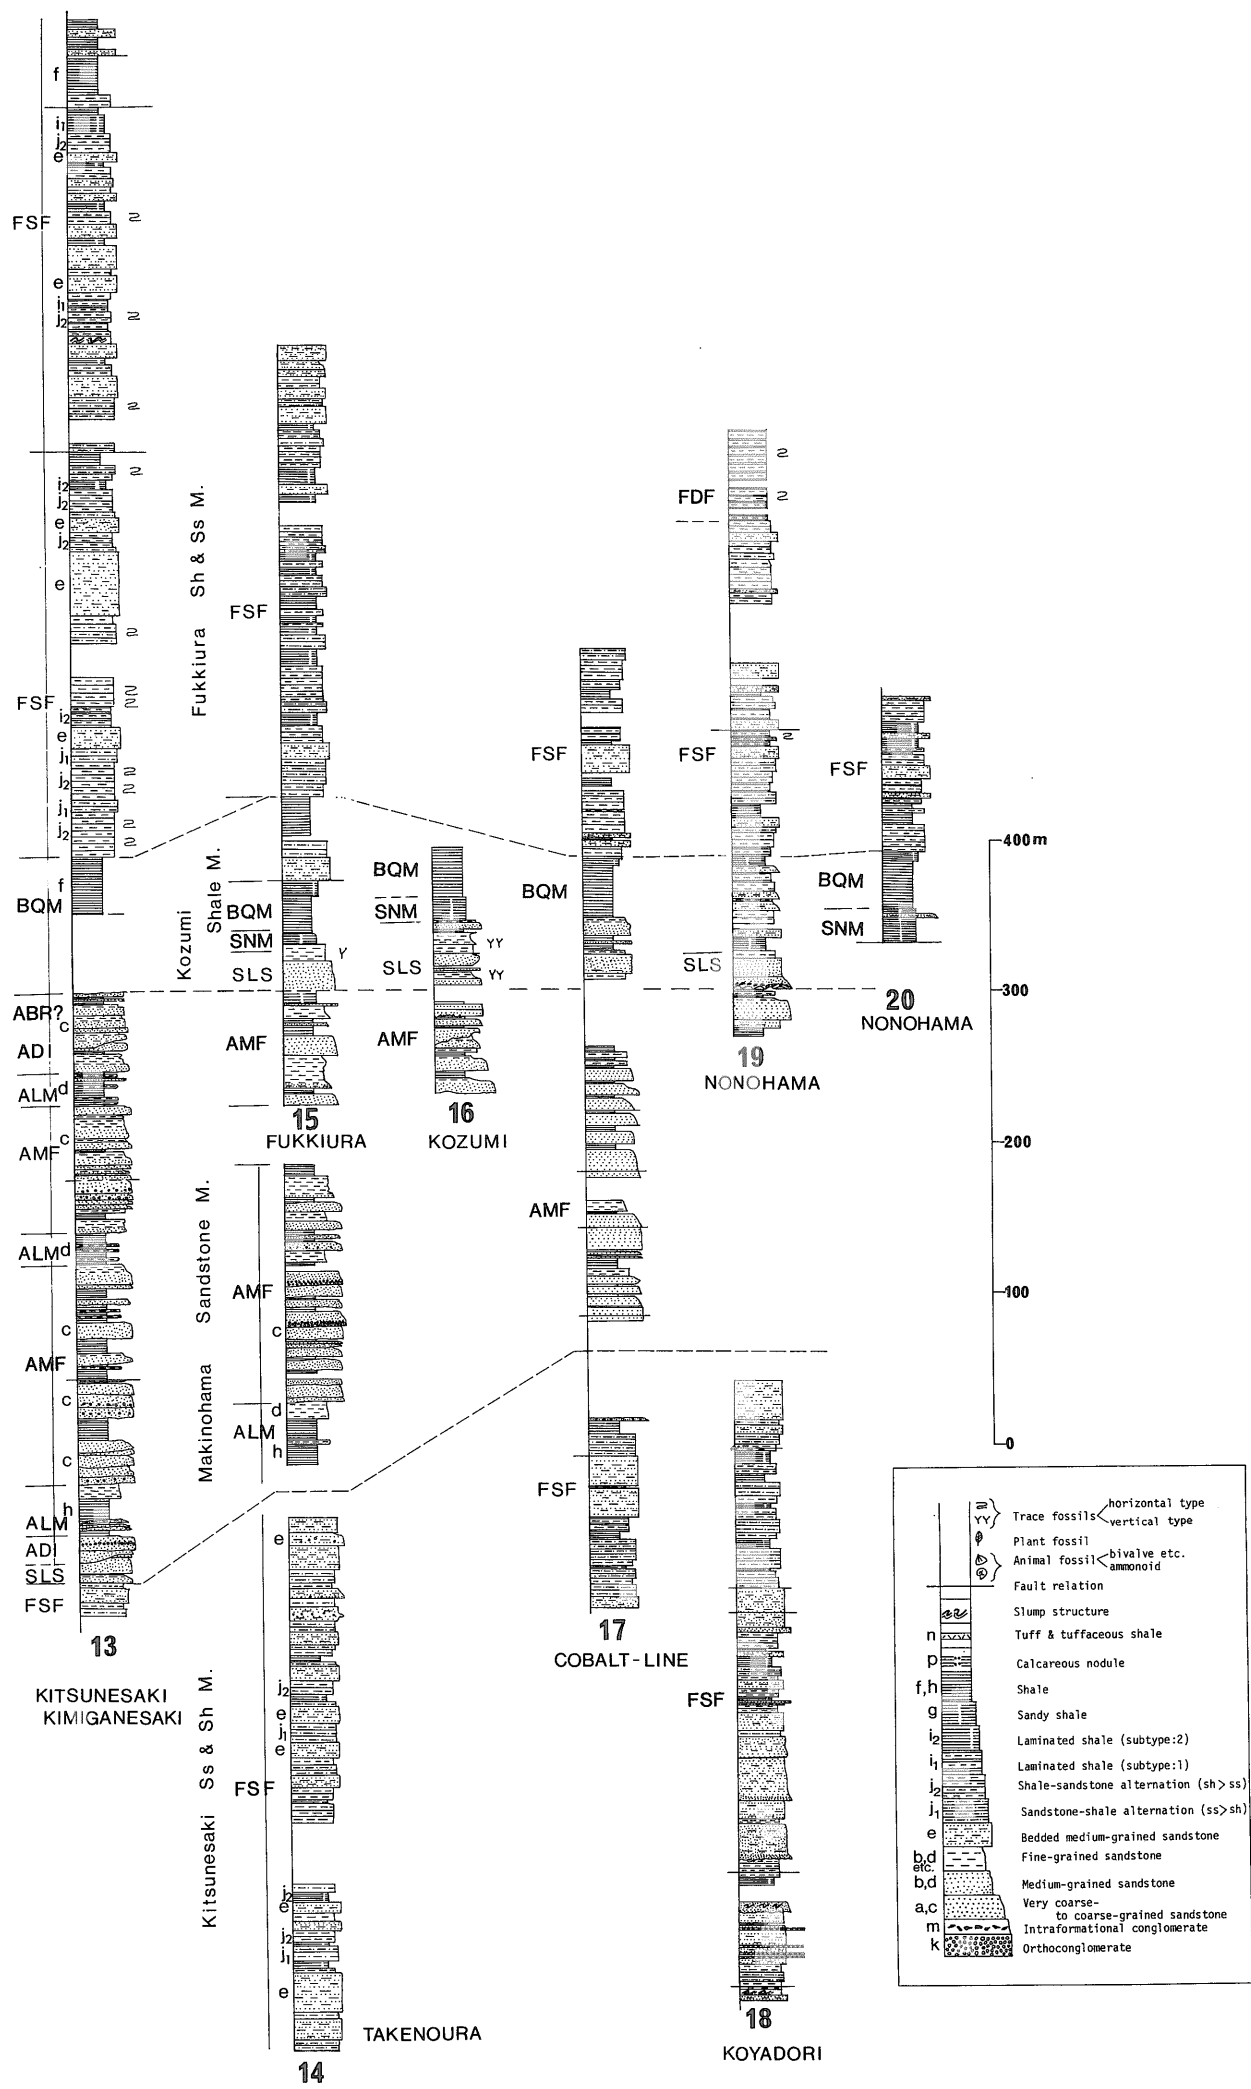 f
i1
j2
e
FSF
e
j1
j2
i2
j2
e
j2
e
FSF
i2
e
j1
j2
j1
j2
f
BQM
ABR?
c
ADI
ALM d
c
AMF
ALM d
c
AMF
c
c
h
ALM
ADI
SLS
FSF
13
KITSUNESAKI
KIMIGANESAKI
Fukkiura Sh & Ss M.
FSF
Kozumi
Shale M.
BQM
SNM
SLS
Y
AMF
15
FUKKIURA
Makinohama Sandstone M.
AMF
c
d
ALM
h
Kitsunesaki Ss & Sh M.
e
j2
e
j1
e
FSF
j2
e
j2
j1
e
TAKENOURA
14
BQM
SNM
YY
SLS
YY
AMF
16
KOZUMI
FSF
BQM
AMF
FSF
17
COBALT-LINE
FDF
FSF
SLS
19
NONOHAMA
FSF
BQM
SNM
20
NONOHAMA
FSF
18
KOYADORI
400m
300
200
100
0
horizontal type
YY Trace fossils vertical type
Plant fossil
Animal fossil bivalve etc.
ammonoid
Fault relation
Slump structure
n Tuff & tuffaceous shale
p Calcareous nodule
f,h Shale
g Sandy shale
i2 Laminated shale (subtype:2)
i1 Laminated shale (subtype:1)
j2 Shale-sandstone alternation (sh>ss)
j1 Sandstone-shale alternation (ss>sh)
e Bedded medium-grained sandstone
b,d Fine-grained sandstone
etc.
b,d Medium-grained sandstone
a,c Very coarse-
to coarse-grained sandstone
m Intraformational conglomerate
k Orthoconglomerate